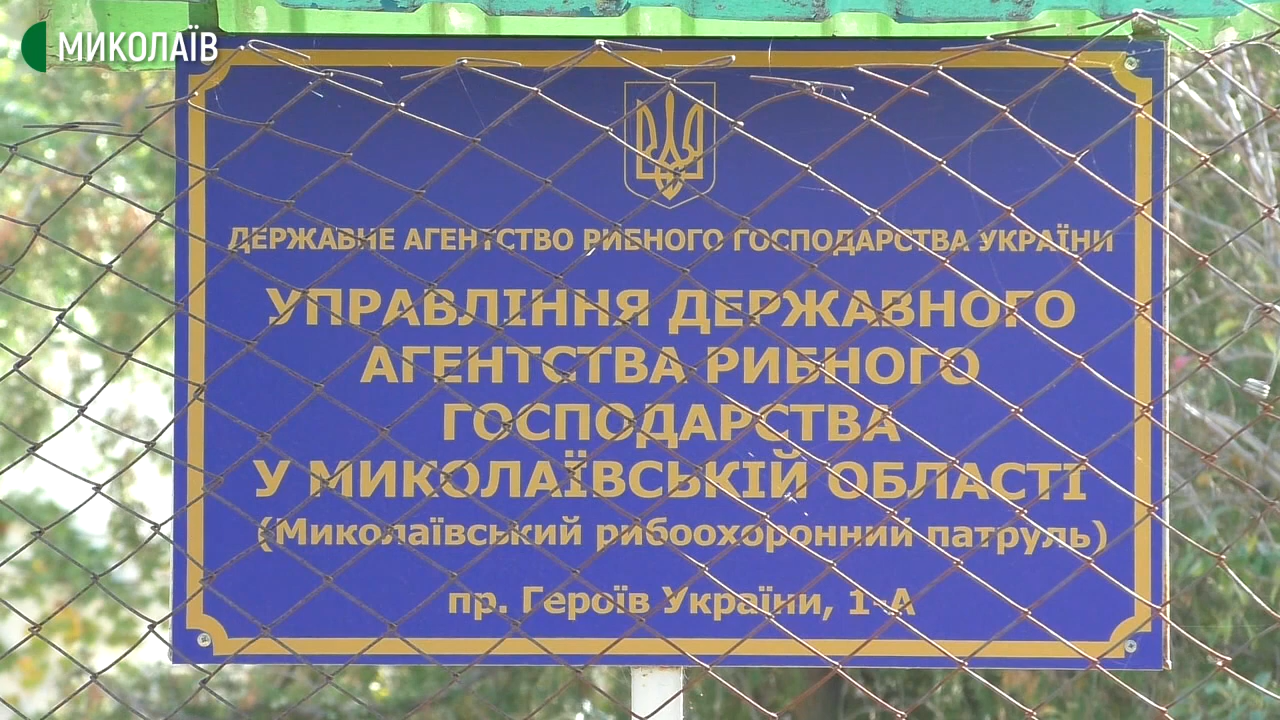 МИКОЛАЇВ
ДЕРЖАВНЕ АГЕНТСТВО РИБНОГО ГОСПОДАРСТВА УКРАЇНИ
УПРАВЛІННЯ ДЕРЖАВНОГО
АГЕНТСТВА РИБНОГО
ГОСПОДАРСТВА
У МИКОЛАЇВСЬКІЙ ОБЛАСТІ
(Миколаївський рибоохоронний патруль)
пр. Героїв України, 1-А